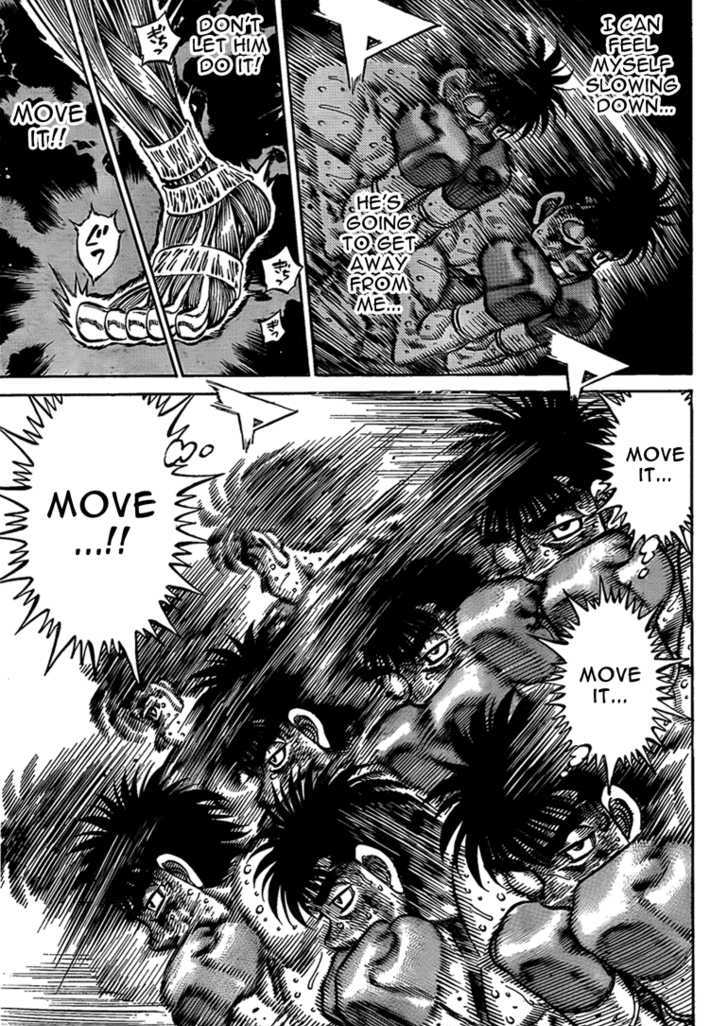 I CAN
FEEL
MYSELF
SLOWING
DOWN...
HE'S
GOING
TO GET
AWAY
FROM
ME...
DON'T
LET HIM
DO IT!
MOVE
IT!!
MOVE
IT...
MOVE
IT...
MOVE
...!!